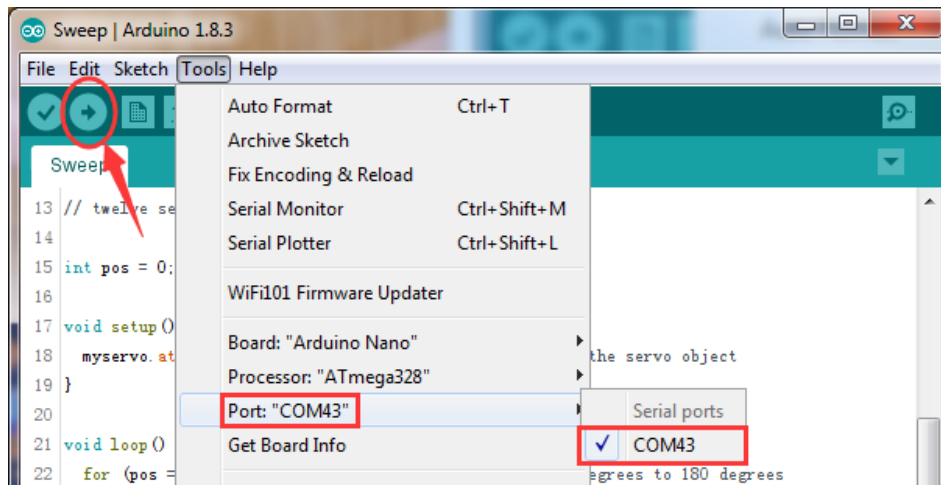 Sweep | Arduino 1.8.3
File Edit Sketch Tools Help
Auto Format Ctrl+T
Archive Sketch
Fix Encoding & Reload
Serial Monitor Ctrl+Shift+M
Serial Plotter Ctrl+Shift+L
WiFi101 Firmware Updater
Board: "Arduino Nano"
Processor: "ATmega328"
Port: "COM43"
Get Board Info
Serial ports
COM43
Sweep
13 // twelve se
14
15 int pos = 0;
16
17 void setup()
18 myservo.at the servo object
19 }
20
21 void loop()
22 for (pos = egrees to 180 degrees